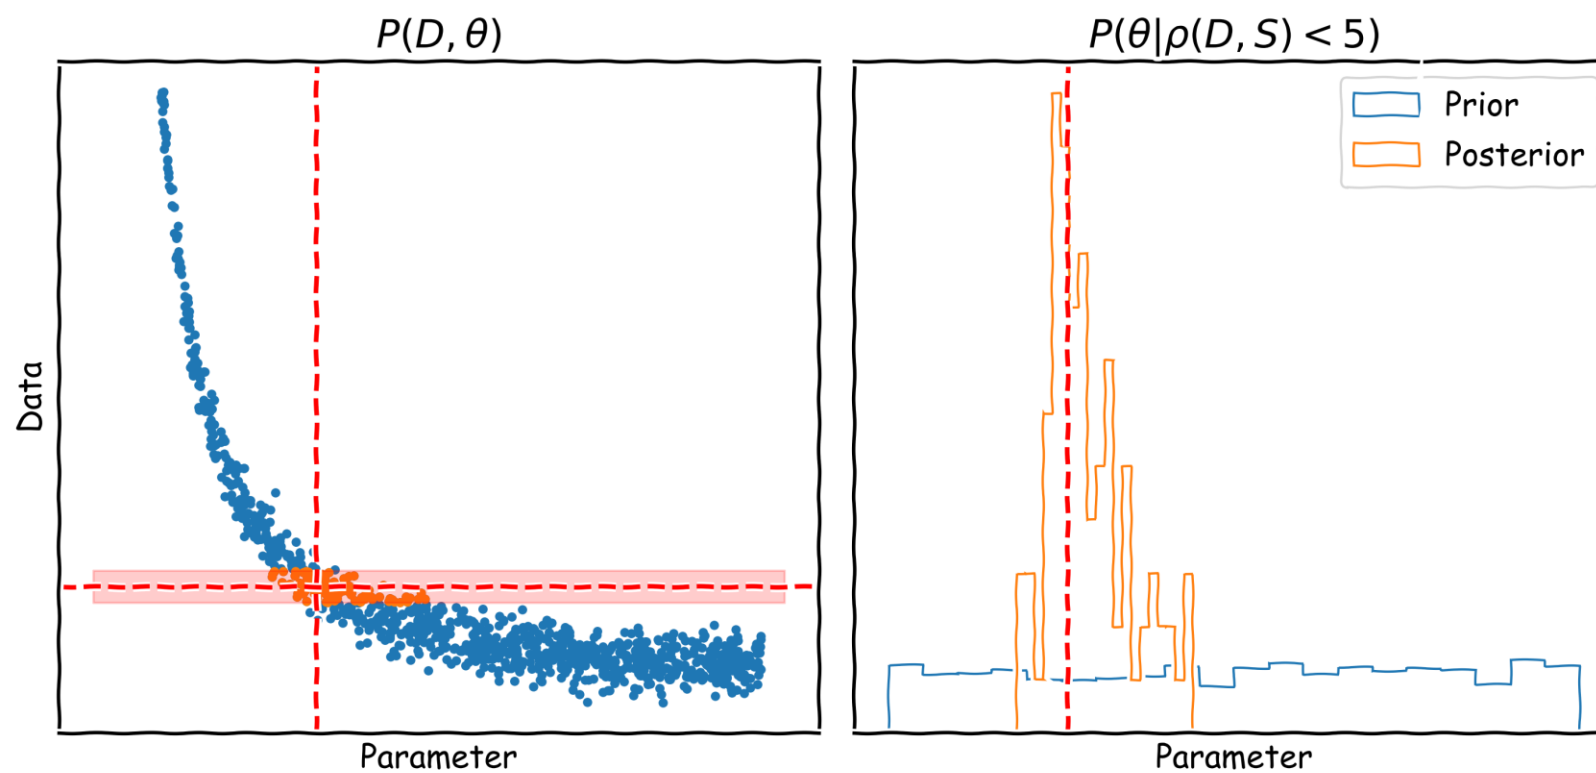 P(D, θ)
Data
Parameter
P(θ|ρ(D, S) < 5)
Prior
Posterior
Parameter